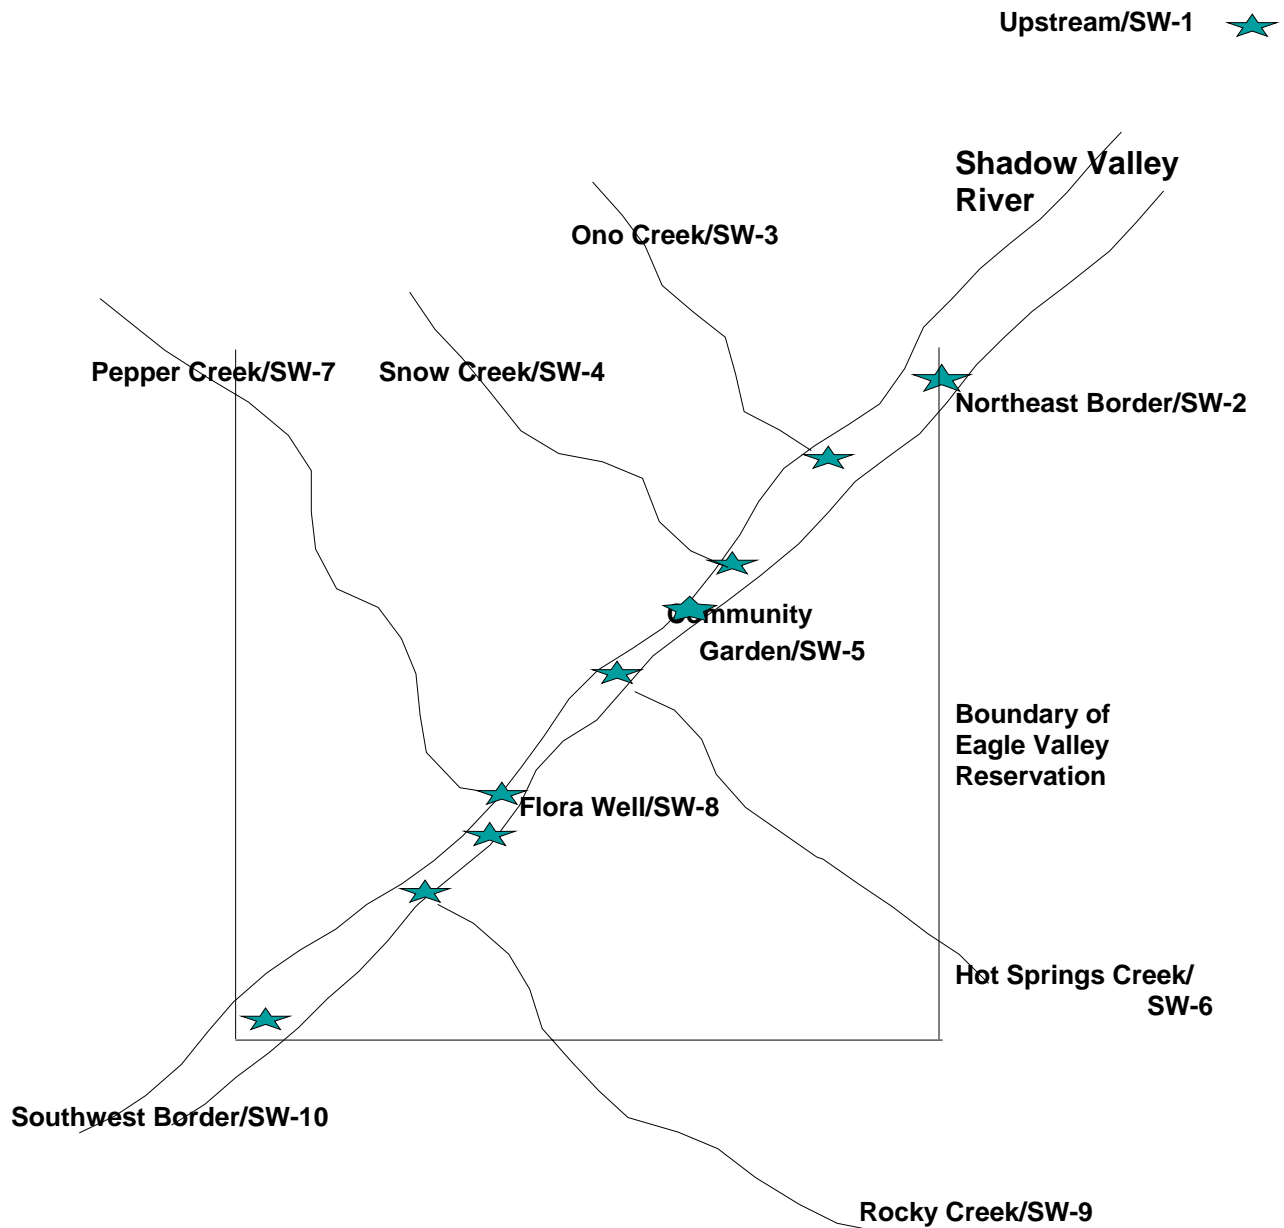 Upstream/SW-1
Shadow Valley
River
Ono Creek/SW-3
Pepper Creek/SW-7
Snow Creek/SW-4
Northeast Border/SW-2
Community
Garden/SW-5
Boundary of
Eagle Valley
Reservation
Flora Well/SW-8
Hot Springs Creek/
SW-6
Southwest Border/SW-10
Rocky Creek/SW-9